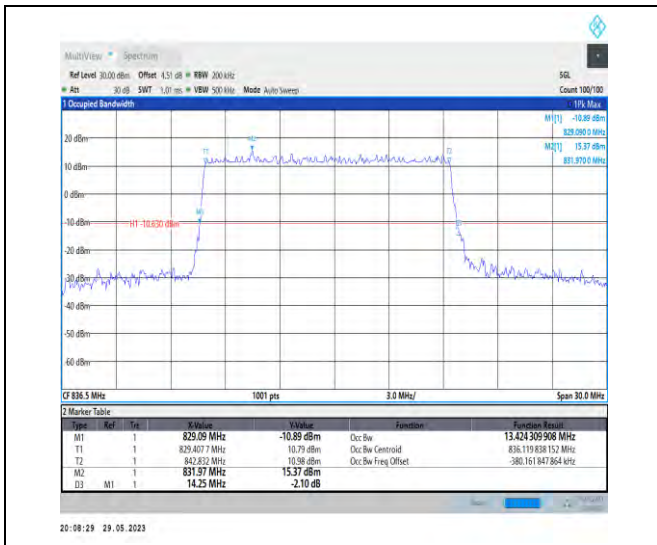 MultiView Spectrum
Ref Level 30.00 dBm Offset 4.51 dB RBW 200 kHz SGL
Att 30 dB SWT 1.01 ms VBW 500 kHz Mode Auto Sweep Count 100/100
1 Occupied Bandwidth 1Pk Max
M1[1] -10.89 dBm
829.0900 MHz
M2[1] 15.37 dBm
831.9700 MHz
20 dBm
T1
M2
T2
10 dBm
0 dBm
M1
-10 dBm
H1 -10.630 dBm
-20 dBm
-30 dBm
-40 dBm
-50 dBm
-60 dBm
CF 836.5 MHz 1001 pts 3.0 MHz/ Span 30.0 MHz
2 Marker Table
Type Ref Trc X-Value Y-Value Function Function Result
M1 1 829.09 MHz -10.89 dBm Occ Bw 13.424 309 908 MHz
T1 1 829.407 7 MHz 10.79 dBm Occ Bw Centroid 836.119 838 152 MHz
T2 1 842.832 MHz 10.98 dBm Occ Bw Freq Offset -380.161 847 864 kHz
M2 1 831.97 MHz 15.37 dBm
D3 M1 1 14.25 MHz -2.10 dB
20:08:29 29.05.2023